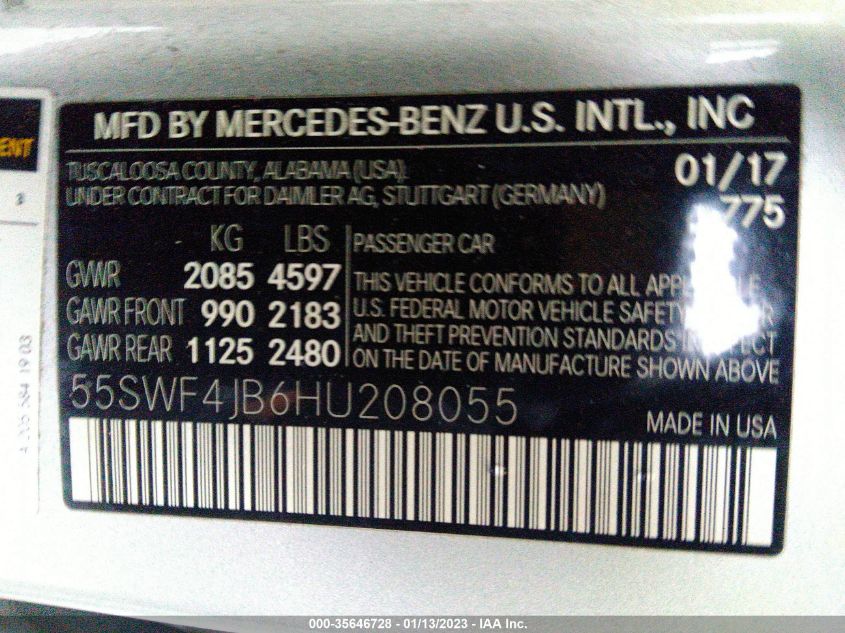 MFD BY MERCEDES-BENZ U.S. INTL., INC
TUSCALOOSA COUNTY, ALABAMA (USA) 01/17
UNDER CONTRACT FOR DAIMLER AG, STUTTGART (GERMANY) 775
KG LBS PASSENGER CAR
GVWR 2085 4597 THIS VEHICLE CONFORMS TO ALL
GAWR FRONT 990 2183 U.S. FEDERAL MOTOR VEHICLE SAFETY
AND THEFT PREVENTION STANDARDS IN EFFECT
GAWR REAR 1125 2480 ON THE DATE OF MANUFACTURE SHOWN ABOVE
55SWF4JB6HU208055 MADE IN USA
000-35646728 - 01/13/2023 - IAA Inc.